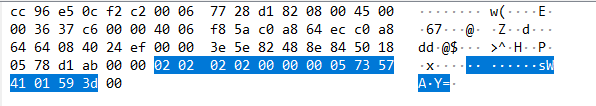 cc 96 e5 0c f2 c2 00 06 77 28 d1 82 08 00 45 00 ········w(····E·
00 36 37 c6 00 00 40 06 f8 5a c0 a8 64 ec c0 a8 ·67···@··Z··d···
64 64 08 40 24 ef 00 00 3e 5e 82 48 8e 84 50 18 dd·@$···>^·H··P·
05 78 d1 ab 00 00 02 02 02 02 00 00 00 05 73 57 ·x············sW
41 01 59 3d 00 A·Y=·